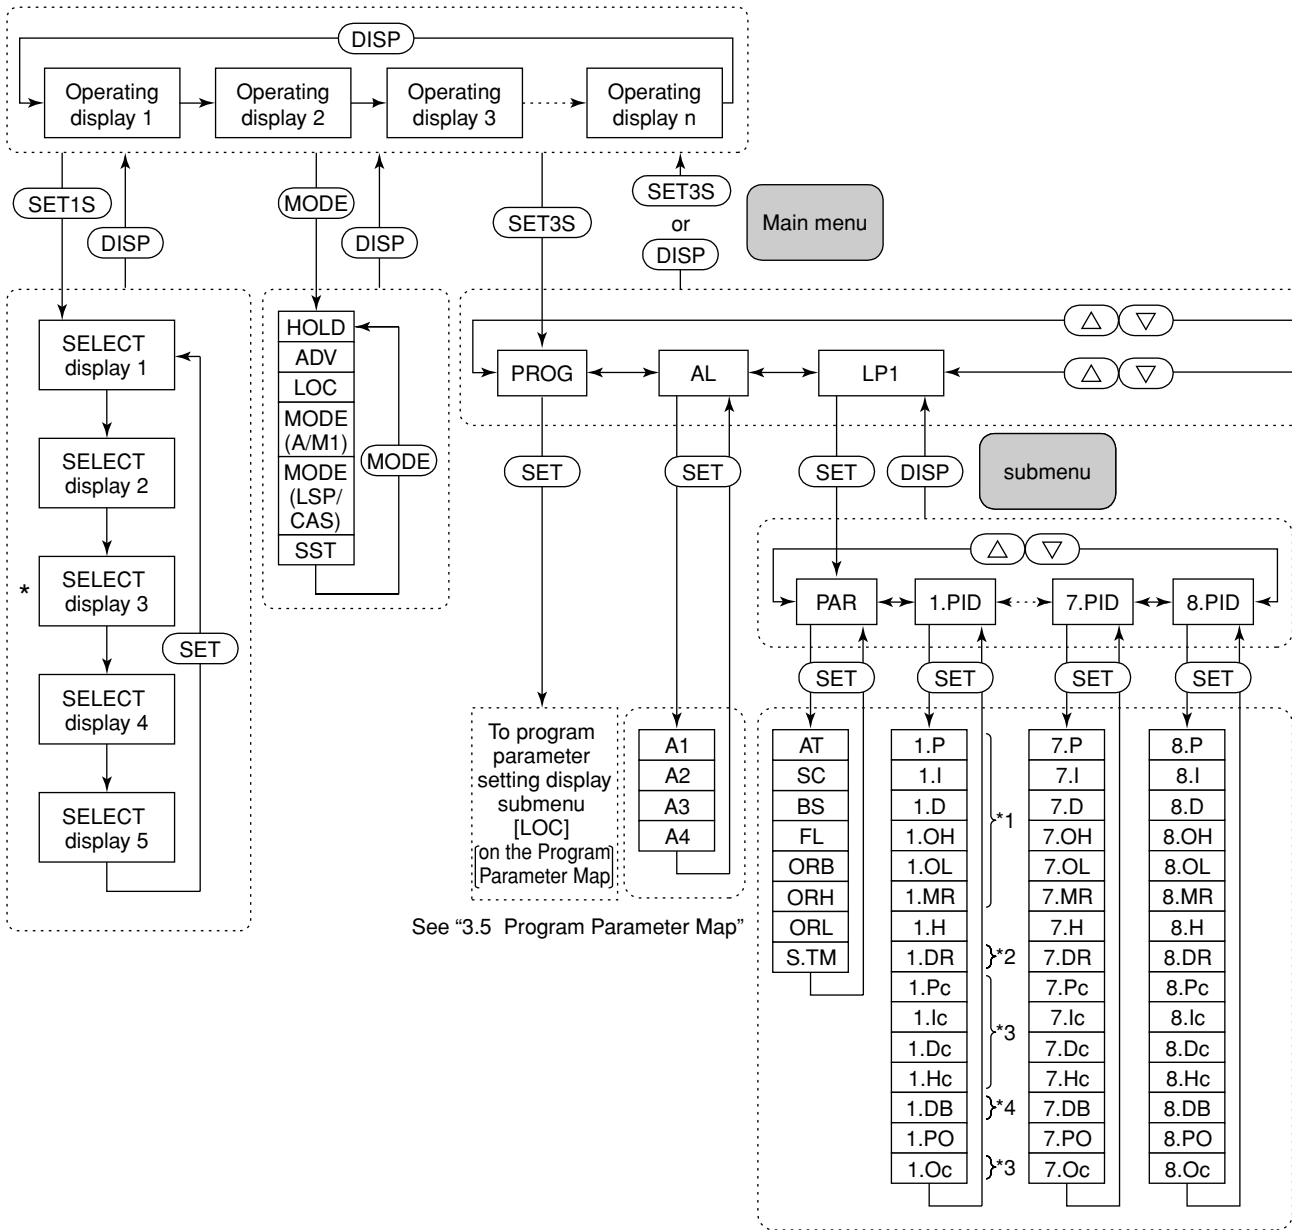 DISP
Operating
display 1
Operating
display 2
Operating
display 3
Operating
display n
SET1S
DISP
MODE
DISP
SET3S
SET3S
or
DISP
Main menu
SELECT
display 1
SELECT
display 2
*
SELECT
display 3
SELECT
display 4
SELECT
display 5
SET
HOLD
ADV
LOC
MODE
(A/M1)
MODE
(LSP/
CAS)
SST
MODE
△ ▽
PROG
AL
LP1
△ ▽
SET
SET
SET
DISP
submenu
△ ▽
PAR
1.PID
7.PID
8.PID
SET
SET
SET
SET
To program
parameter
setting display
submenu
[LOC]
[on the Program
Parameter Map]
See “3.5 Program Parameter Map”
A1
A2
A3
A4
AT
SC
BS
FL
ORB
ORH
ORL
S.TM
1.P
1.I
1.D
1.OH
1.OL
1.MR
1.H
1.DR
1.Pc
1.Ic
1.Dc
1.Hc
1.DB
1.PO
1.Oc
*1
*2
*3
*4
*3
7.P
7.I
7.D
7.OH
7.OL
7.MR
7.H
7.DR
7.Pc
7.Ic
7.Dc
7.Hc
7.DB
7.PO
7.Oc
8.P
8.I
8.D
8.OH
8.OL
8.MR
8.H
8.DR
8.Pc
8.Ic
8.Dc
8.Hc
8.DB
8.PO
8.Oc